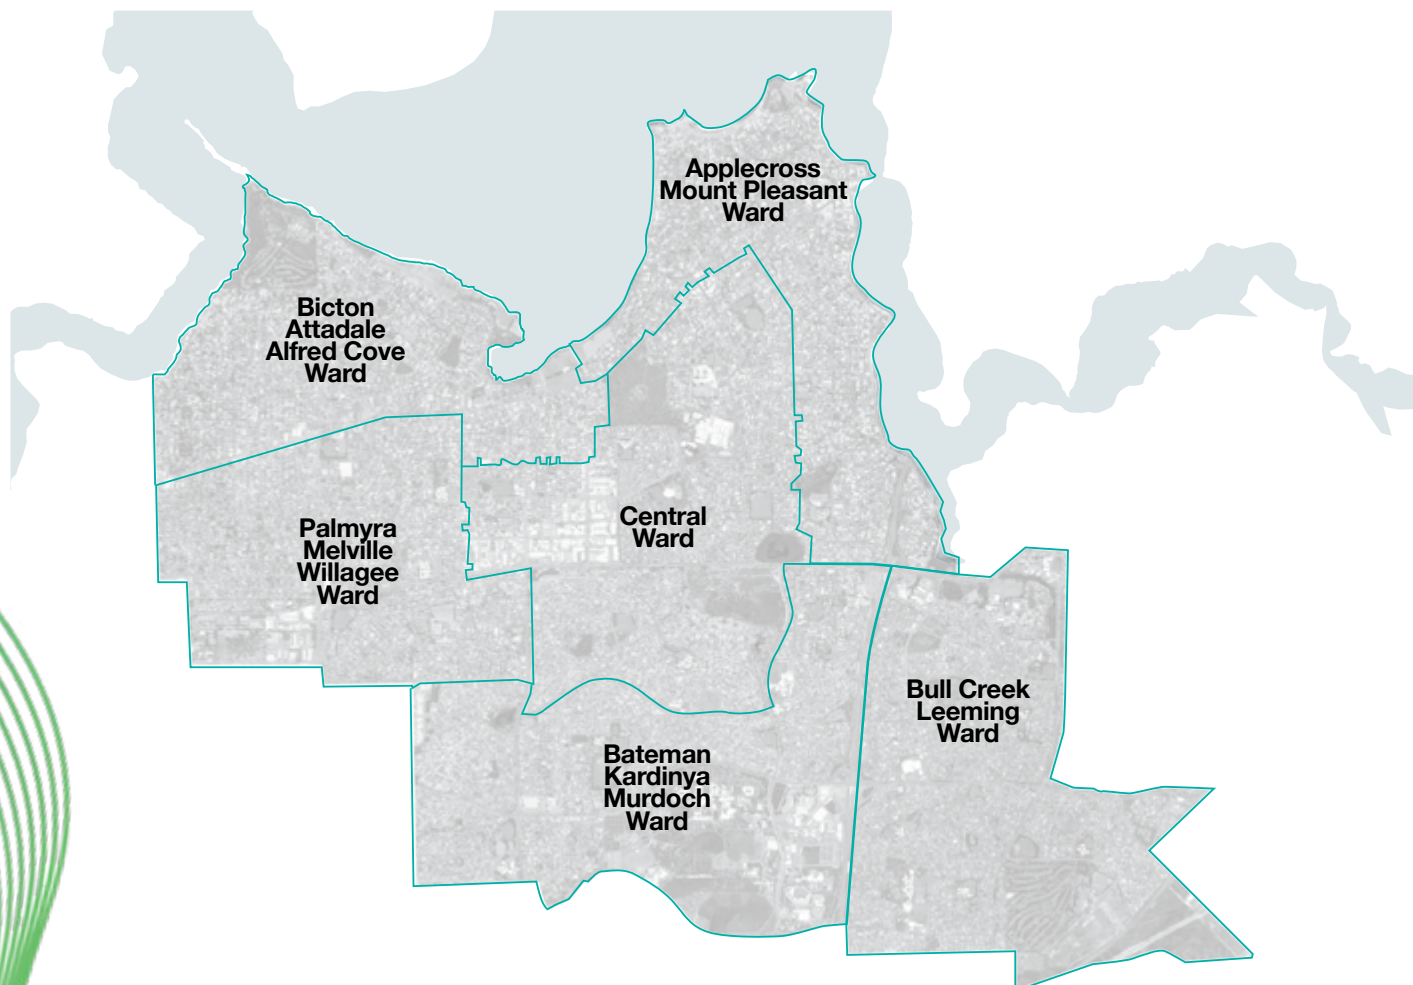 Applecross
Mount Pleasant
Ward
Bicton
Attadale
Alfred Cove
Ward
Central
Ward
Palmyra
Melville
Willagee
Ward
Bull Creek
Leeming
Ward
Bateman
Kardinya
Murdoch
Ward